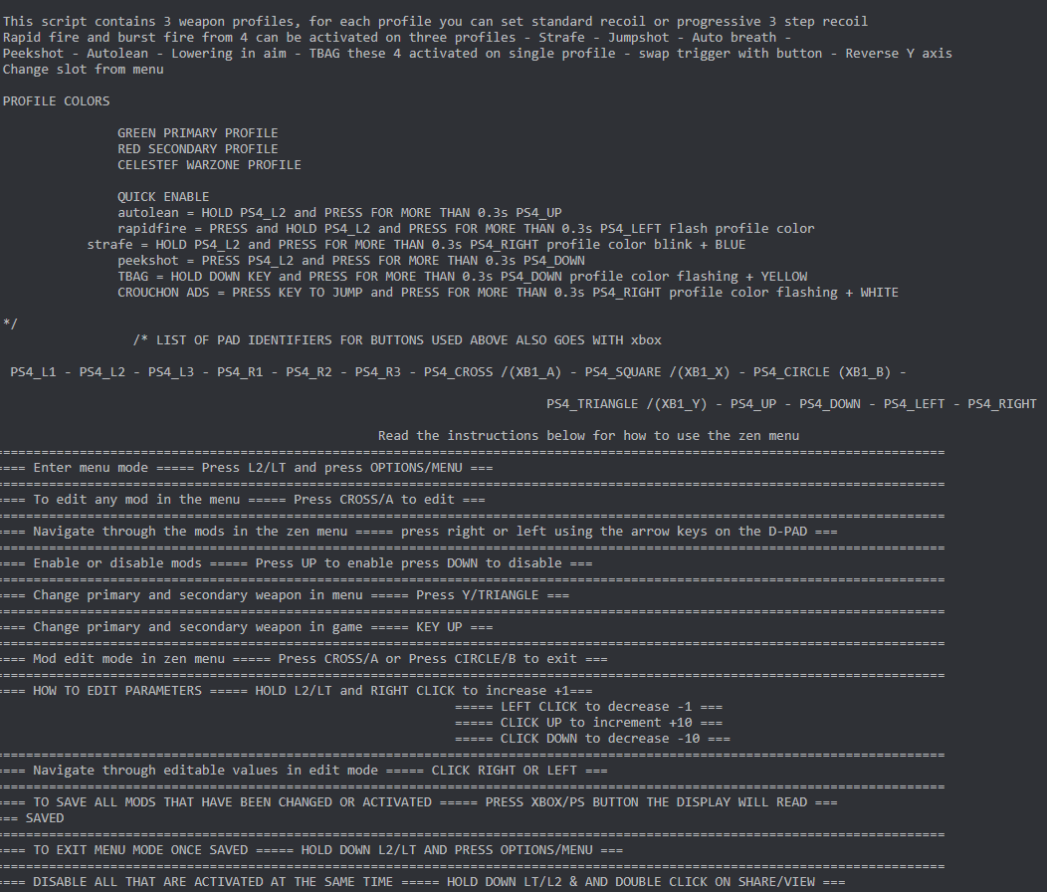 This script contains 3 weapon profiles, for each profile you can set standard recoil or progressive 3 step recoil
Rapid fire and burst fire from 4 can be activated on three profiles - Strafe - Jumpshot - Auto breath -
Peekshot - Autolean - Lowering in aim - TBAG these 4 activated on single profile - swap trigger with button - Reverse Y axis
Change slot from menu
PROFILE COLORS
GREEN PRIMARY PROFILE
RED SECONDARY PROFILE
CELESTEF WARZONE PROFILE
QUICK ENABLE
autolean = HOLD PS4_L2 and PRESS FOR MORE THAN 0.3s PS4_UP
rapidfire = PRESS and HOLD PS4_L2 and PRESS FOR MORE THAN 0.3s PS4_LEFT Flash profile color
strafe = HOLD PS4_L2 and PRESS FOR MORE THAN 0.3s PS4_RIGHT profile color blink + BLUE
peekshot = PRESS PS4_L2 and PRESS FOR MORE THAN 0.3s PS4_DOWN
TBAG = HOLD DOWN KEY and PRESS FOR MORE THAN 0.3s PS4_DOWN profile color flashing + YELLOW
CROUCHON ADS = PRESS KEY TO JUMP and PRESS FOR MORE THAN 0.3s PS4_RIGHT profile color flashing + WHITE
*/
/* LIST OF PAD IDENTIFIERS FOR BUTTONS USED ABOVE ALSO GOES WITH xbox
PS4_L1 - PS4_L2 - PS4_L3 - PS4_R1 - PS4_R2 - PS4_R3 - PS4_CROSS /(XB1_A) - PS4_SQUARE /(XB1_X) - PS4_CIRCLE (XB1_B) -
PS4_TRIANGLE /(XB1_Y) - PS4_UP - PS4_DOWN - PS4_LEFT - PS4_RIGHT
Read the instructions below for how to use the zen menu
==== Enter menu mode ===== Press L2/LT and press OPTIONS/MENU ===
==== To edit any mod in the menu ===== Press CROSS/A to edit ===
==== Navigate through the mods in the zen menu ===== press right or left using the arrow keys on the D-PAD ===
==== Enable or disable mods ===== Press UP to enable press DOWN to disable ===
==== Change primary and secondary weapon in menu ===== Press Y/TRIANGLE ===
==== Change primary and secondary weapon in game ===== KEY UP ===
==== Mod edit mode in zen menu ===== Press CROSS/A or Press CIRCLE/B to exit ===
==== HOW TO EDIT PARAMETERS ===== HOLD L2/LT and RIGHT CLICK to increase +1===
===== LEFT CLICK to decrease -1 ===
===== CLICK UP to increment +10 ===
===== CLICK DOWN to decrease -10 ===
==== Navigate through editable values in edit mode ===== CLICK RIGHT OR LEFT ===
==== TO SAVE ALL MODS THAT HAVE BEEN CHANGED OR ACTIVATED ===== PRESS XBOX/PS BUTTON THE DISPLAY WILL READ ===
=== SAVED
==== TO EXIT MENU MODE ONCE SAVED ===== HOLD DOWN L2/LT AND PRESS OPTIONS/MENU ===
==== DISABLE ALL THAT ARE ACTIVATED AT THE SAME TIME ===== HOLD DOWN LT/L2 & AND DOUBLE CLICK ON SHARE/VIEW ===